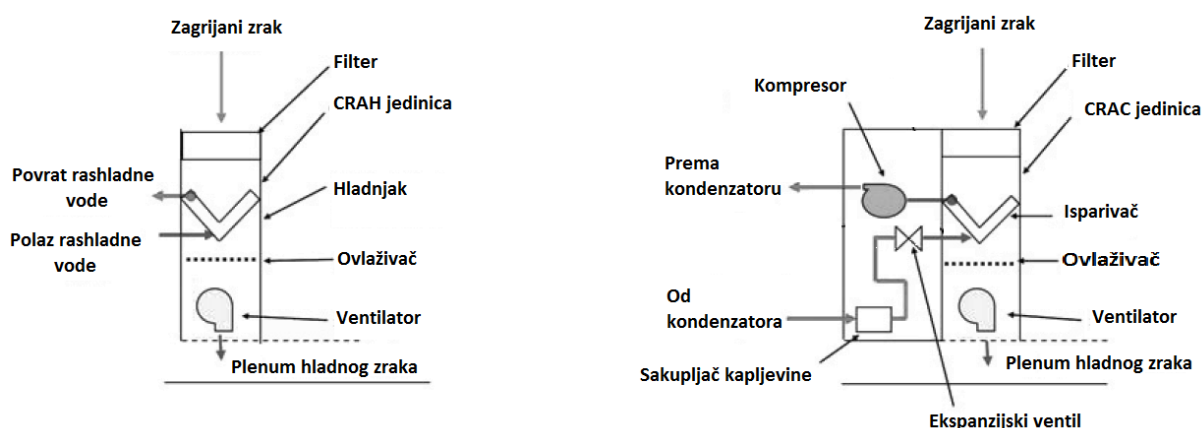 Zagrijani zrak
Filter
CRAH jedinica
Povrat rashladne
vode
Hladnjak
Polaz rashladne
vode
Ovlaživač
Ventilator
Plenum hladnog zraka
Zagrijani zrak
Filter
Kompresor
CRAC jedinica
Prema
kondenzatoru
Isparivač
Ovlaživač
Od
kondenzatora
Ventilator
Plenum hladnog zraka
Sakupljač kapljevine
Ekspanzijski ventil